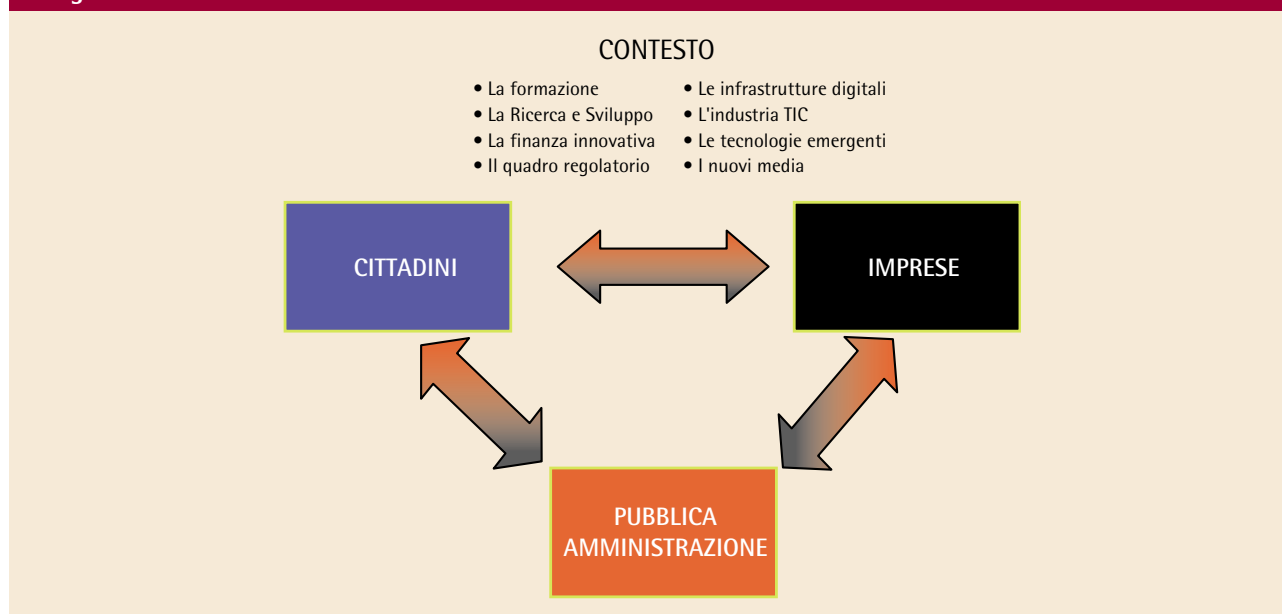 CONTESTO
• La formazione
• La Ricerca e Sviluppo
• La finanza innovativa
• Il quadro regolatorio
• Le infrastrutture digitali
• L'industria TIC
• Le tecnologie emergenti
• I nuovi media
CITTADINI
IMPRESE
PUBBLICA
AMMINISTRAZIONE